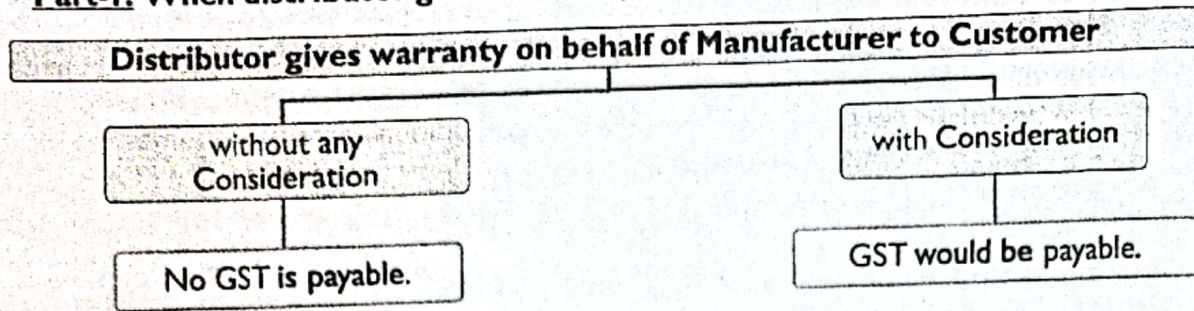 Distributor gives warranty on behalf of Manufacturer to Customer
without any
Consideration
with Consideration
No GST is payable.
GST would be payable.